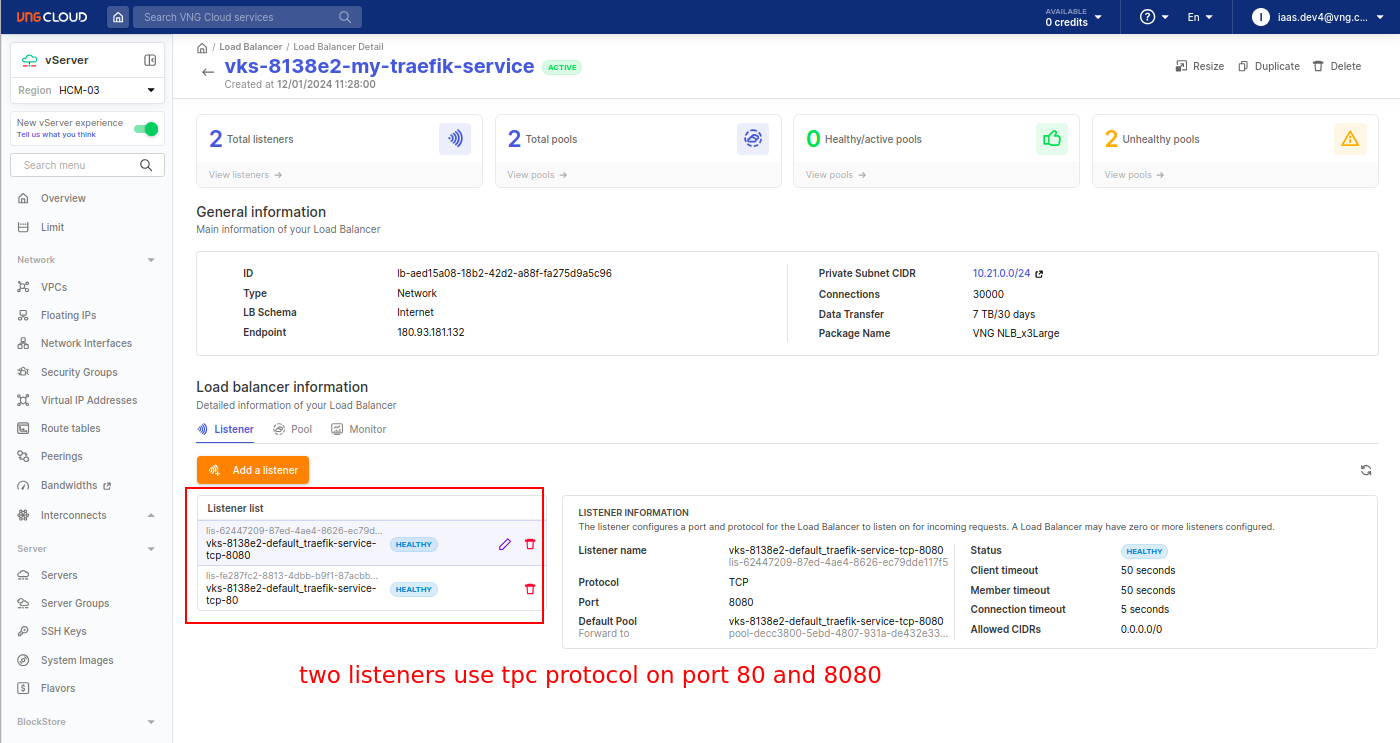 VNGCLOUD
Search VNG Cloud services
AVAILABLE
0 credits
En
I
iaas.dev4@vng.c...
vServer
Region HCM-03
New vServer experience
Tell us what you think
Search menu
Overview
Limit
Network
VPCs
Floating IPs
Network Interfaces
Security Groups
Virtual IP Addresses
Route tables
Peerings
Bandwidths
Interconnects
Server
Servers
Server Groups
SSH Keys
System Images
Flavors
BlockStore
/ Load Balancer / Load Balancer Detail
vks-8138e2-my-traefik-service ACTIVE
Created at 12/01/2024 11:28:00
Resize Duplicate Delete
2 Total listeners
View listeners
2 Total pools
View pools
0 Healthy/active pools
View pools
2 Unhealthy pools
View pools
General information
Main information of your Load Balancer
ID lb-aed15a08-18b2-42d2-a88f-fa275d9a5c96
Type Network
LB Schema Internet
Endpoint 180.93.181.132
Private Subnet CIDR 10.21.0.0/24
Connections 30000
Data Transfer 7 TB/30 days
Package Name VNG NLB_x3Large
Load balancer information
Detailed information of your Load Balancer
Listener Pool Monitor
Add a listener
Listener list
lis-62447209-87ed-4ae4-8626-ec79d...
vks-8138e2-default_traefik-service-
tcp-8080
HEALTHY
lis-fe287fc2-8813-4dbb-b9f1-87acbb...
vks-8138e2-default_traefik-service-
tcp-80
HEALTHY
LISTENER INFORMATION
The listener configures a port and protocol for the Load Balancer to listen on for incoming requests. A Load Balancer may have zero or more listeners configured.
Listener name vks-8138e2-default_traefik-service-tcp-8080
lis-62447209-87ed-4ae4-8626-ec79dde117f5
Protocol TCP
Port 8080
Default Pool vks-8138e2-default_traefik-service-tcp-8080
Forward to pool-decc3800-5ebd-4807-931a-de432e33...
Status HEALTHY
Client timeout 50 seconds
Member timeout 50 seconds
Connection timeout 5 seconds
Allowed CIDRs 0.0.0.0/0
two listeners use tpc protocol on port 80 and 8080